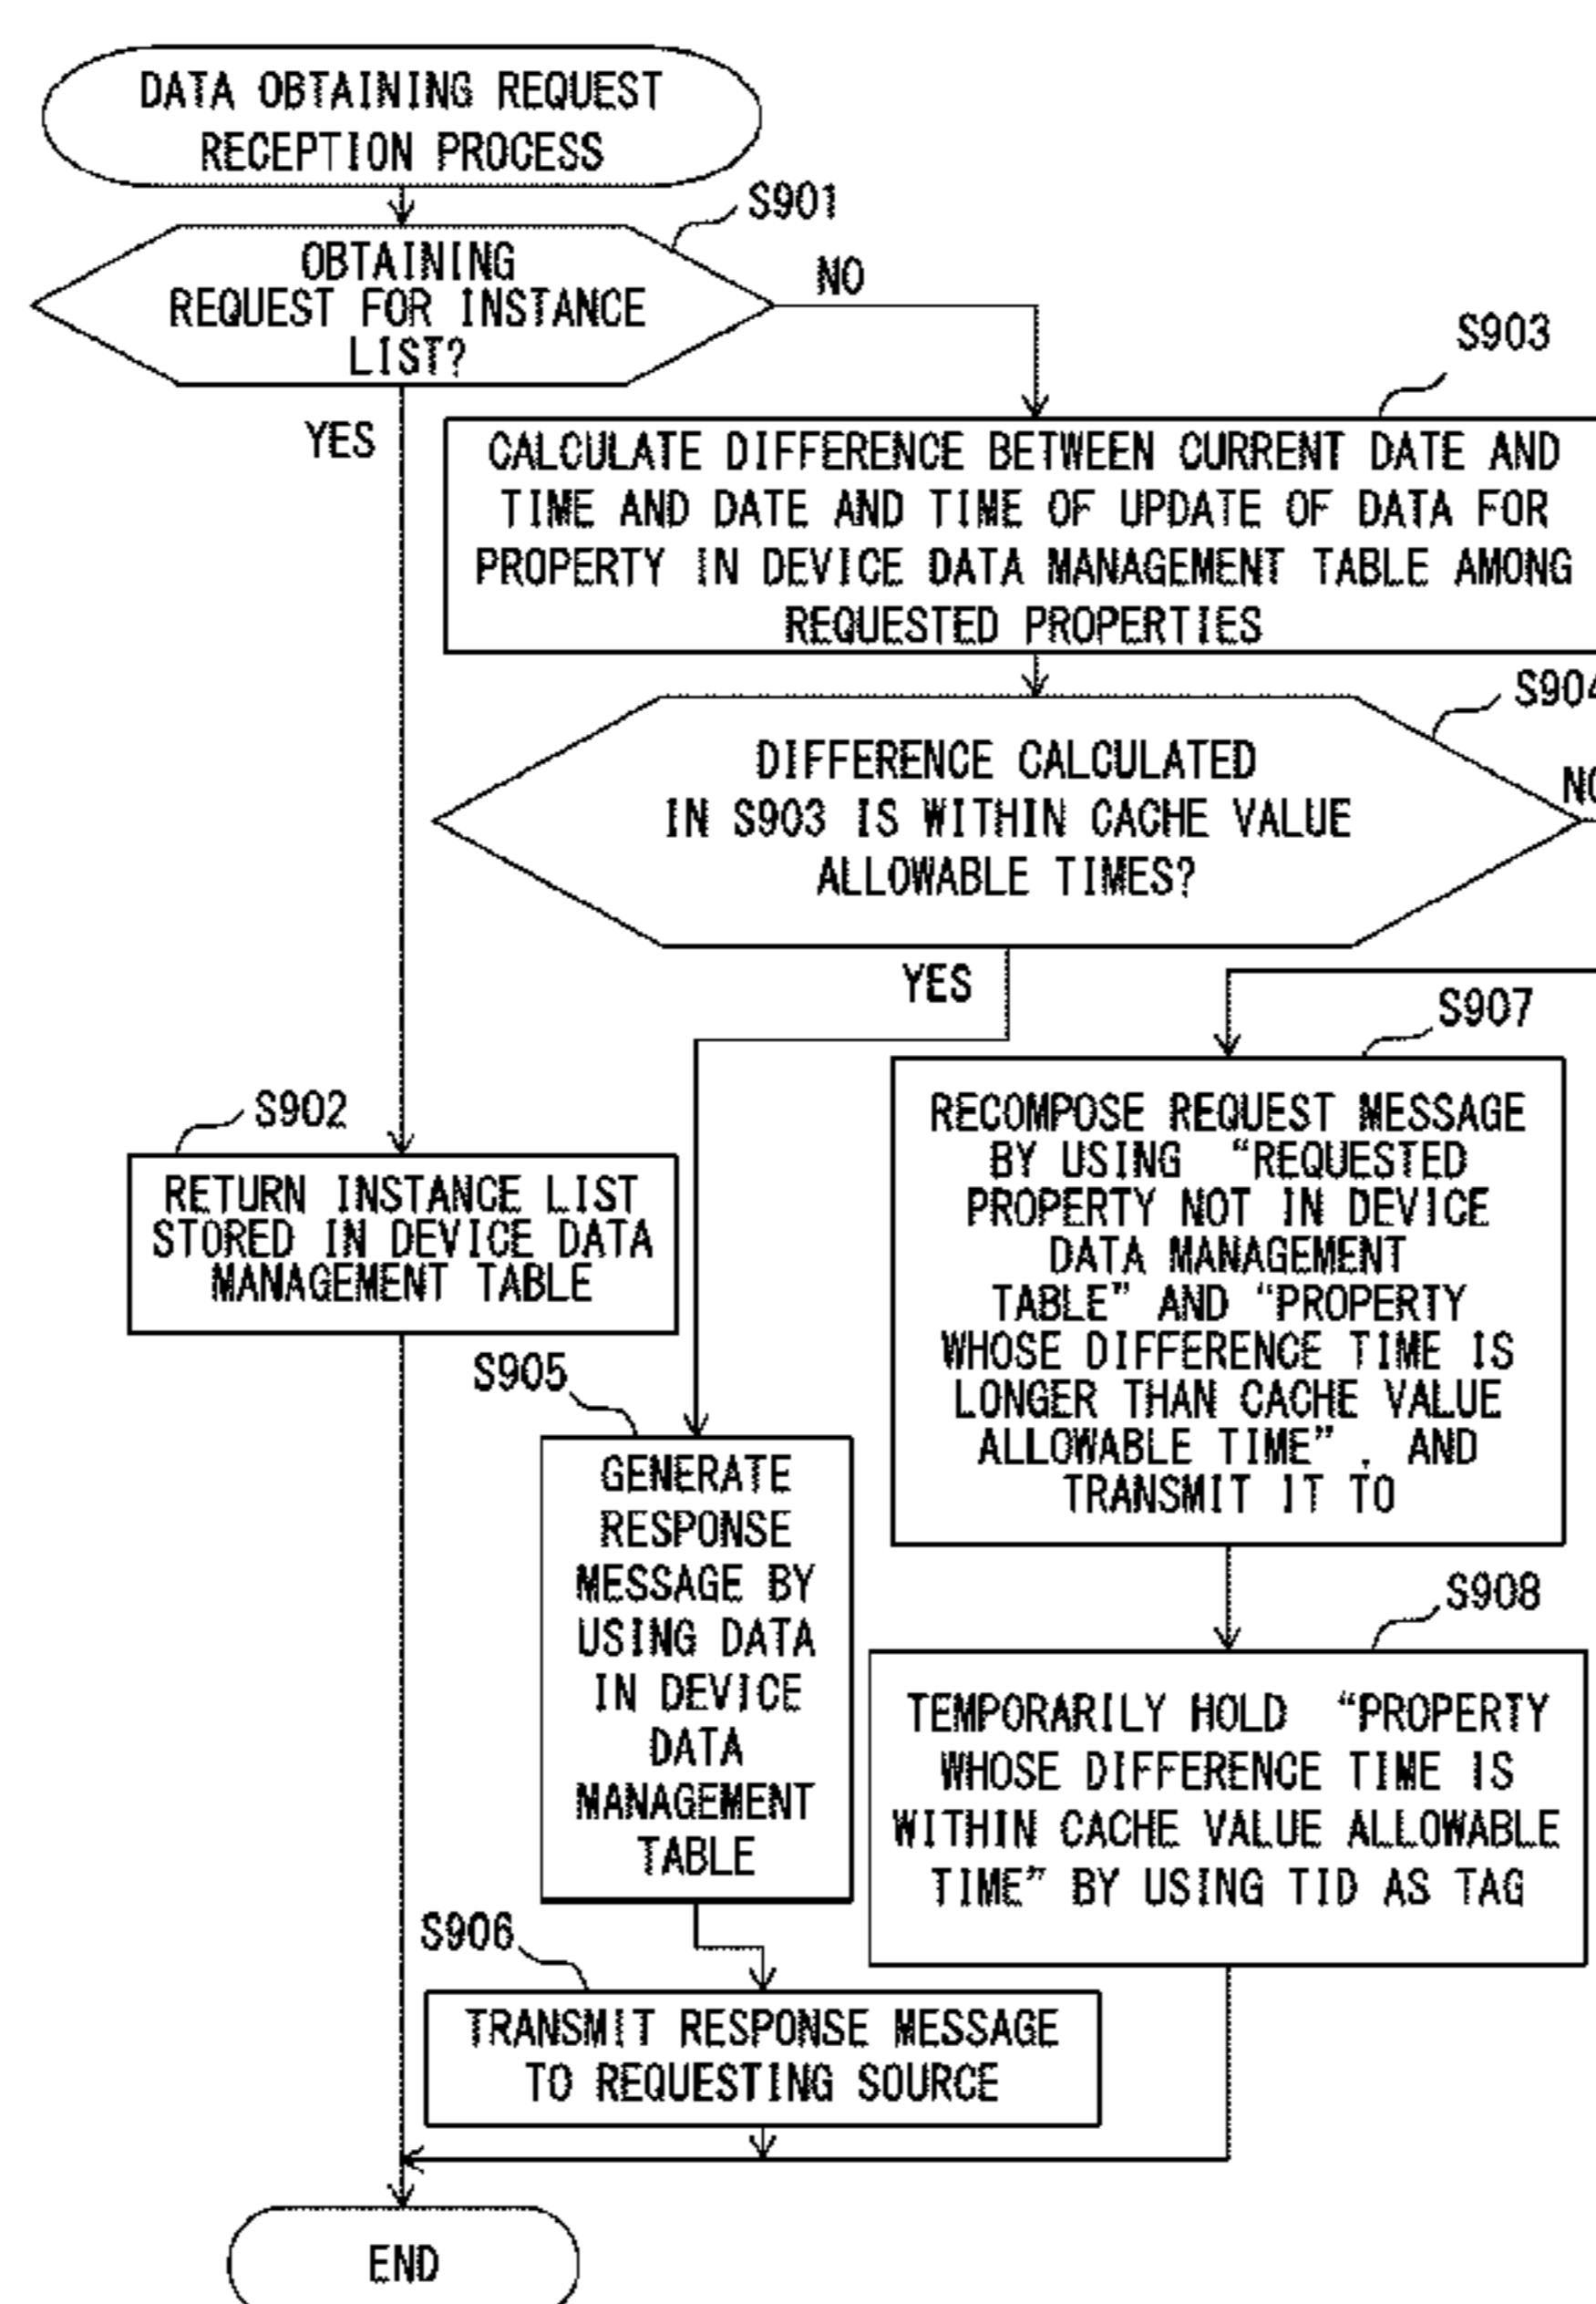 DATA OBTAINING REQUEST
RECEPTION PROCESS
S901
OBTAINING
REQUEST FOR INSTANCE
LIST?
NO
YES
S903
CALCULATE DIFFERENCE BETWEEN CURRENT DATE AND
TIME AND DATE AND TIME OF UPDATE OF DATA FOR
PROPERTY IN DEVICE DATA MANAGEMENT TABLE AMONG
REQUESTED PROPERTIES
S904
DIFFERENCE CALCULATED
IN S903 IS WITHIN CACHE VALUE
ALLOWABLE TIMES?
NO
YES
S902
RETURN INSTANCE LIST
STORED IN DEVICE DATA
MANAGEMENT TABLE
S907
RECOMPOSE REQUEST MESSAGE
BY USING “REQUESTED
PROPERTY NOT IN DEVICE
DATA MANAGEMENT
TABLE” AND “PROPERTY
WHOSE DIFFERENCE TIME IS
LONGER THAN CACHE VALUE
ALLOWABLE TIME”, AND
TRANSMIT IT TO
S905
GENERATE
RESPONSE
MESSAGE BY
USING DATA
IN DEVICE
DATA
MANAGEMENT
TABLE
S908
TEMPORARILY HOLD “PROPERTY
WHOSE DIFFERENCE TIME IS
WITHIN CACHE VALUE ALLOWABLE
TIME” BY USING TID AS TAG
S906
TRANSMIT RESPONSE MESSAGE
TO REQUESTING SOURCE
END